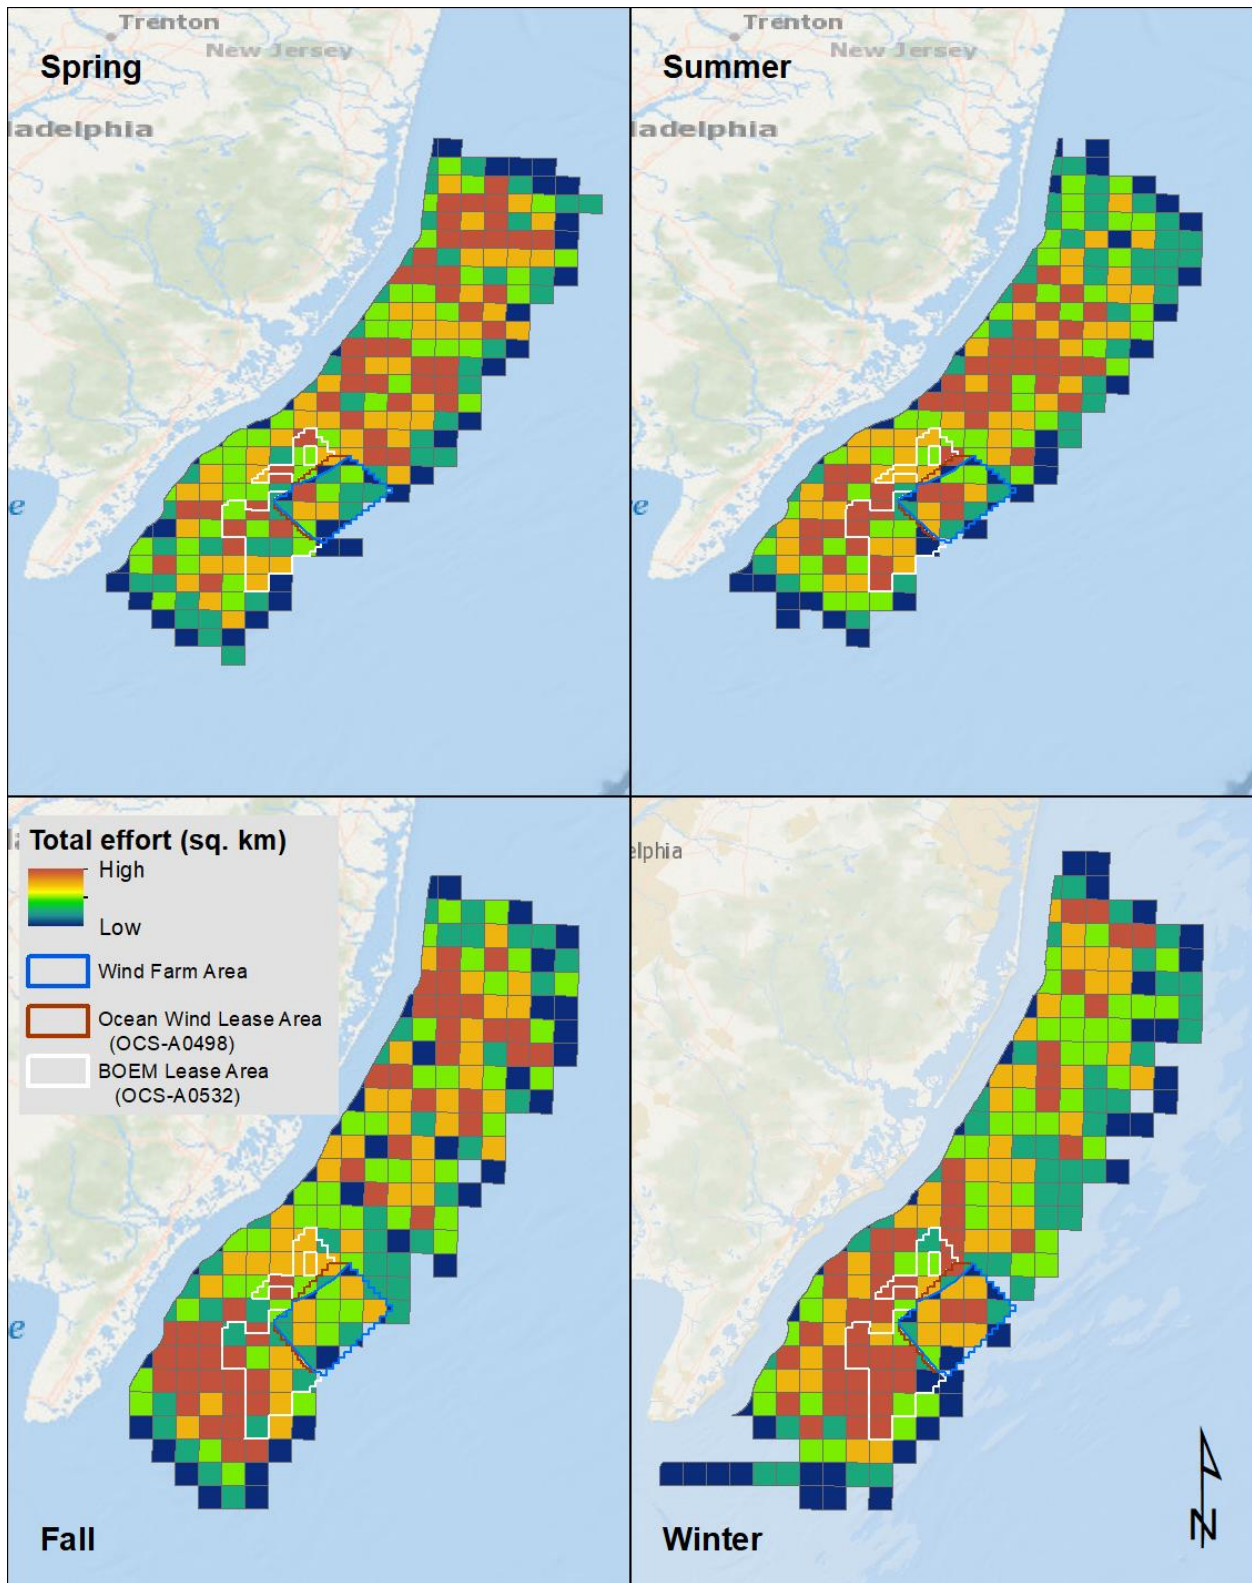 Trenton
New Jersey
Spring
ladelphia
e
Trenton
New Jersey
Summer
ladelphia
e
Total effort (sq. km)
High
Low
Wind Farm Area
Ocean Wind Lease Area
(OCS-A0498)
BOEM Lease Area
(OCS-A0532)
e
Fall
elphia
Winter
N